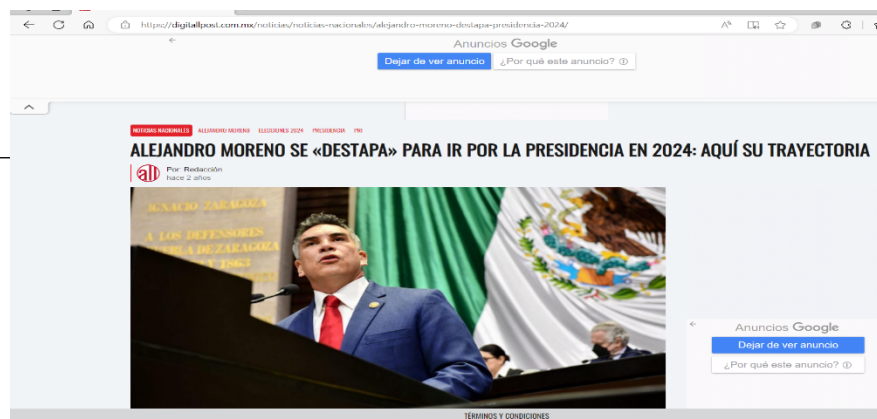 https://digitallpost.com.mx/noticias/noticias-nacionales/alejandro-moreno-destapa-presidencia-2024/
Anuncios Google
Dejar de ver anuncio
¿Por qué este anuncio?
NOTICIAS NACIONALES ALEJANDRO MORENO ELECCIONES 2024 PRESIDENCIA PRI
ALEJANDRO MORENO SE «DESTAPA» PARA IR POR LA PRESIDENCIA EN 2024: AQUÍ SU TRAYECTORIA
all
Por: Redacción
hace 2 años
IGNACIO ZARAGOZA
A LOS DEFENSORES
DE ZARAGOZA
1863
Anuncios Google
Dejar de ver anuncio
¿Por qué este anuncio?
TÉRMINOS Y CONDICIONES